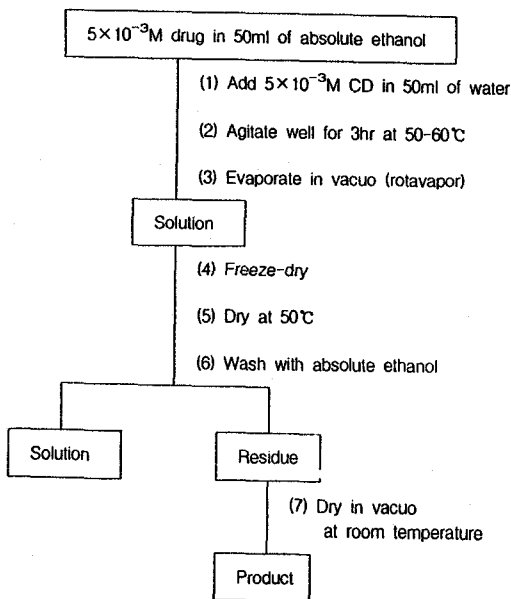 5×10⁻³M drug in 50ml of absolute ethanol
(1) Add 5×10⁻³M CD in 50ml of water
(2) Agitate well for 3hr at 50-60℃
(3) Evaporate in vacuo (rotavapor)
Solution
(4) Freeze-dry
(5) Dry at 50℃
(6) Wash with absolute ethanol
Solution
Residue
(7) Dry in vacuo
at room temperature
Product